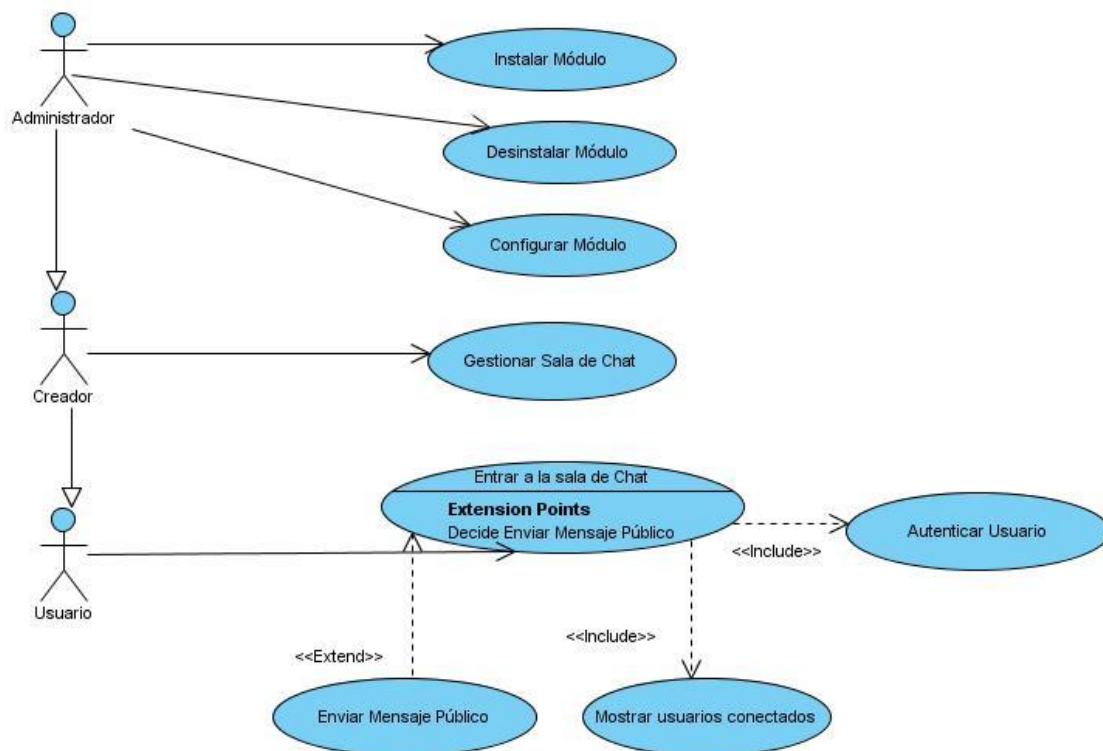 Instalar Módulo
Administrador
Desinstalar Módulo
Configurar Módulo
Gestionar Sala de Chat
Creador
Entrar a la sala de Chat
Extension Points
Decide Enviar Mensaje Público
Autenticar Usuario
<<Include>>
Usuario
<<Include>>
<<Extend>>
Enviar Mensaje Público
Mostrar usuarios conectados